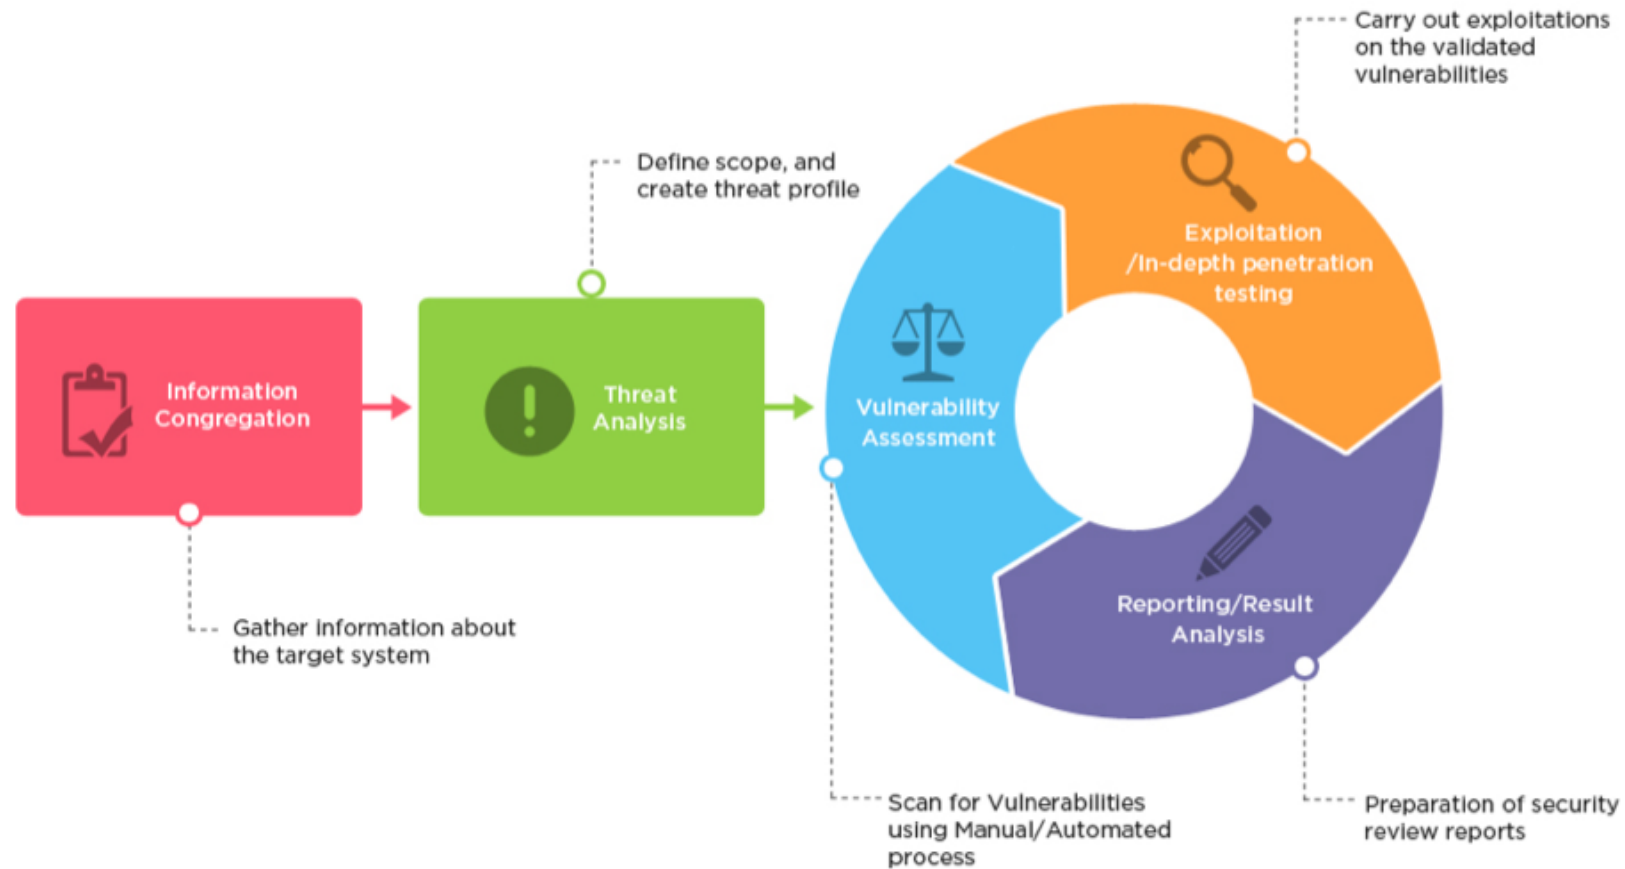 Carry out exploitations
on the validated
vulnerabilities
Define scope, and
create threat profile
Exploitation
/In-depth penetration
testing
Information
Congregation
Threat
Analysis
Vulnerability
Assessment
Reporting/Result
Analysis
Gather information about
the target system
Scan for Vulnerabilities
using Manual/Automated
process
Preparation of security
review reports